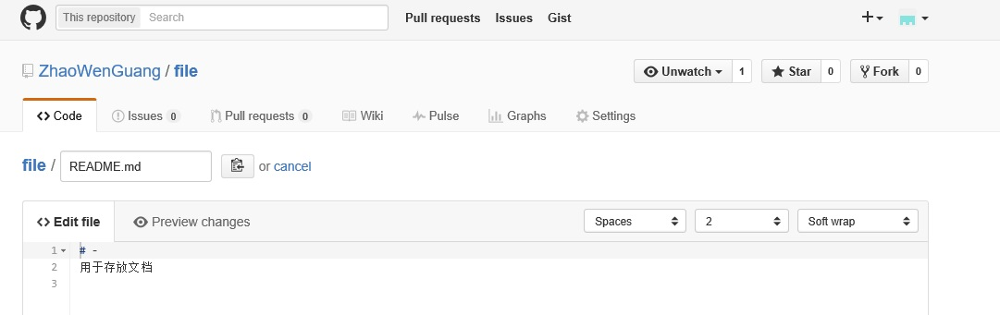 This repository Search Pull requests Issues Gist
ZhaoWenGuang / file Unwatch 1 Star 0 Fork 0
Code Issues 0 Pull requests 0 Wiki Pulse Graphs Settings
file / README.md or cancel
Edit file Preview changes Spaces 2 Soft wrap
1 # -
2 用于存放文档
3